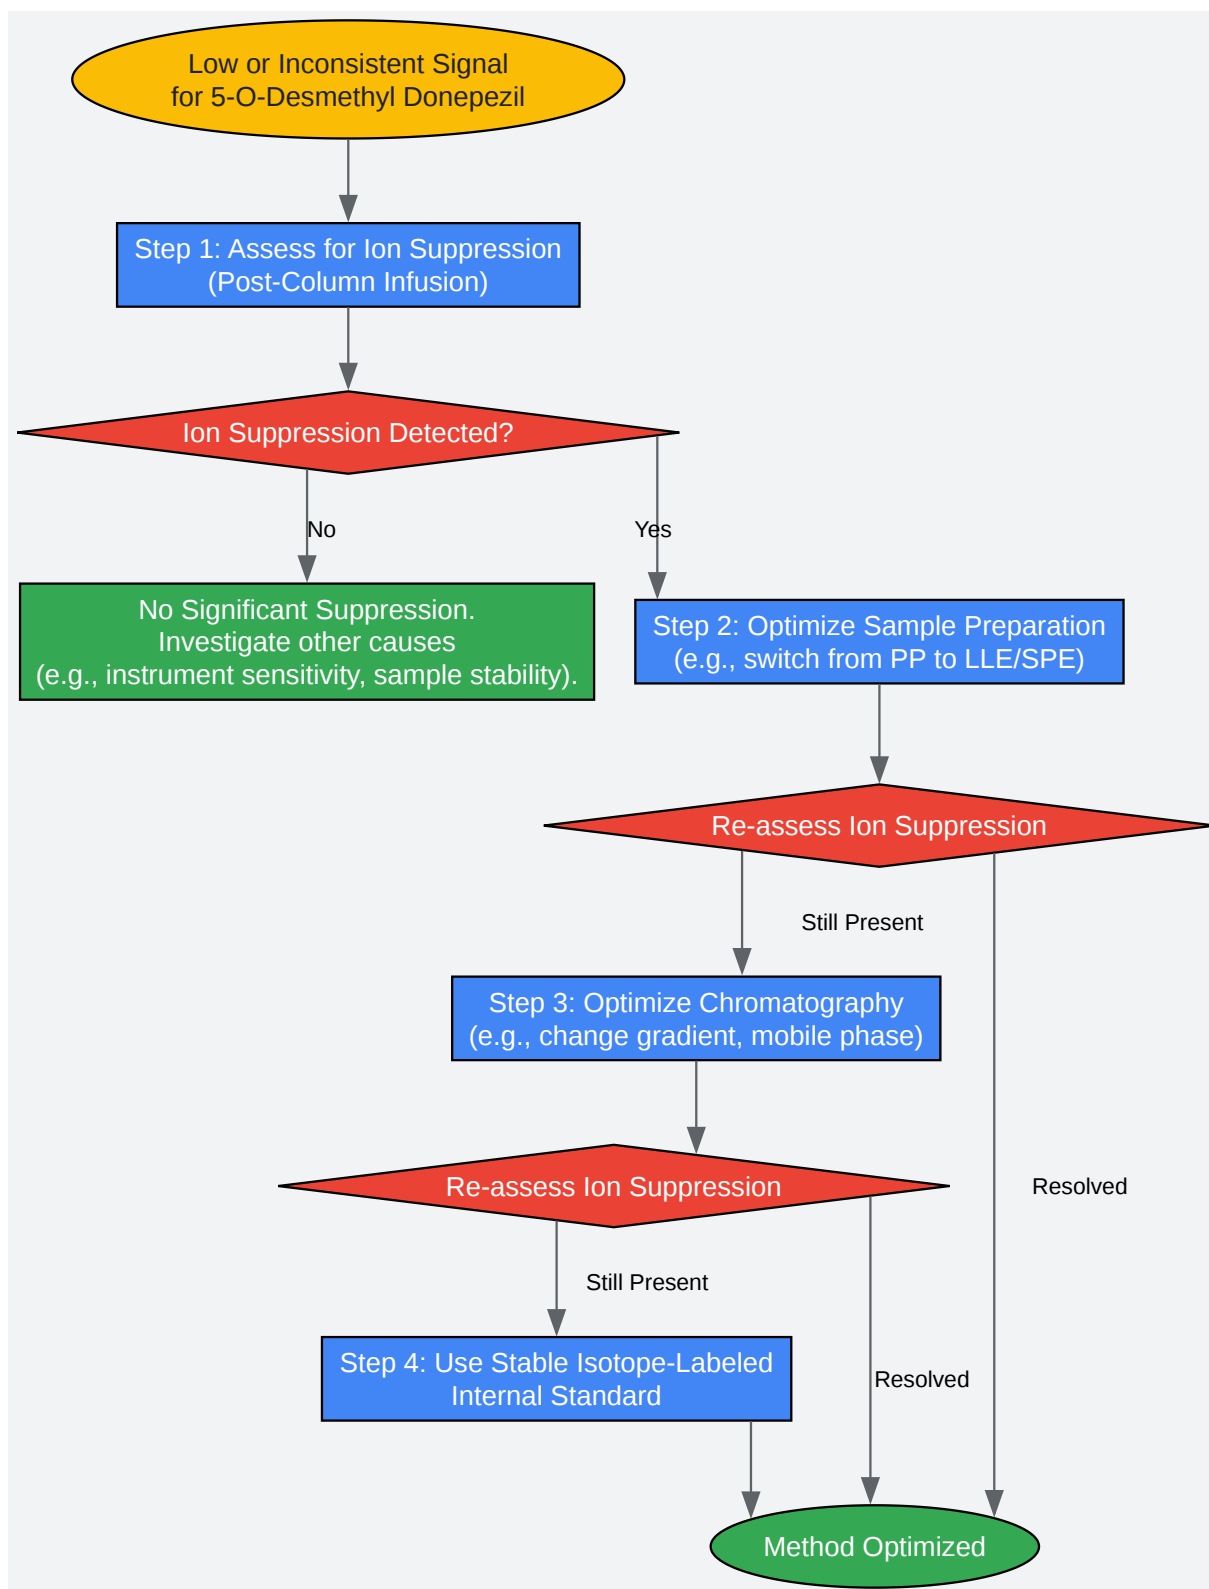 Low or Inconsistent Signal
for 5-O-Desmethyl Donepezil
Step 1: Assess for Ion Suppression
(Post-Column Infusion)
Ion Suppression Detected?
No
Yes
No Significant Suppression.
Investigate other causes
(e.g., instrument sensitivity, sample stability).
Step 2: Optimize Sample Preparation
(e.g., switch from PP to LLE/SPE)
Re-assess Ion Suppression
Still Present
Step 3: Optimize Chromatography
(e.g., change gradient, mobile phase)
Re-assess Ion Suppression
Resolved
Still Present
Step 4: Use Stable Isotope-Labeled
Internal Standard
Resolved
Method Optimized